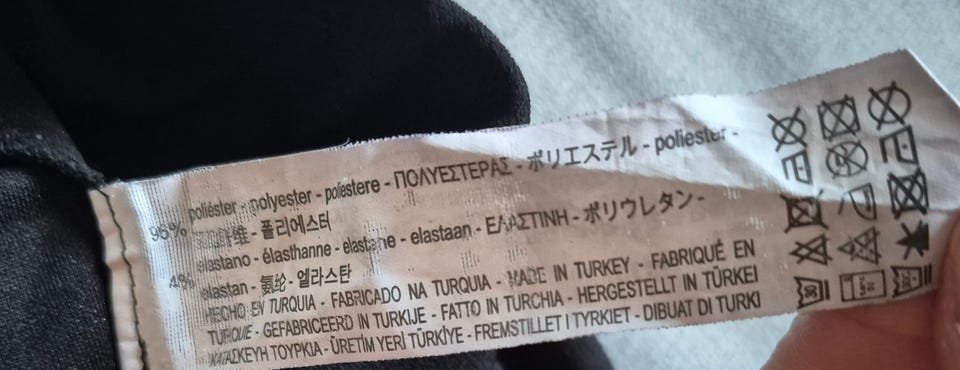 96% poliéster - polyester - poliestere - ΠΟΛΥΕΣΤΕΡΑΣ - ポリエステル - poliester -
维 - 폴리에스터
4% elastano - élasthanne - elastane - elastaan - ΕΛΑΣΤΙΝΗ - ポリウレタン -
elastan - 氨纶 - 엘라스탄
HECHO EN TURQUIA - FABRICADO NA TURQUIA - MADE IN TURKEY - FABRIQUÉ EN
TURQUIE - GEFABRICEERD IN TURKIJE - FATTO IN TURCHIA - HERGESTELLT IN TÜRKEI
ΚΑΤΑΣΚΕΥΗ ΤΟΥΡΚΙΑ - ÜRETİM YERİ TÜRKİYE - FREMSTILLET I TYRKIET - DIBUAT DI TURKI